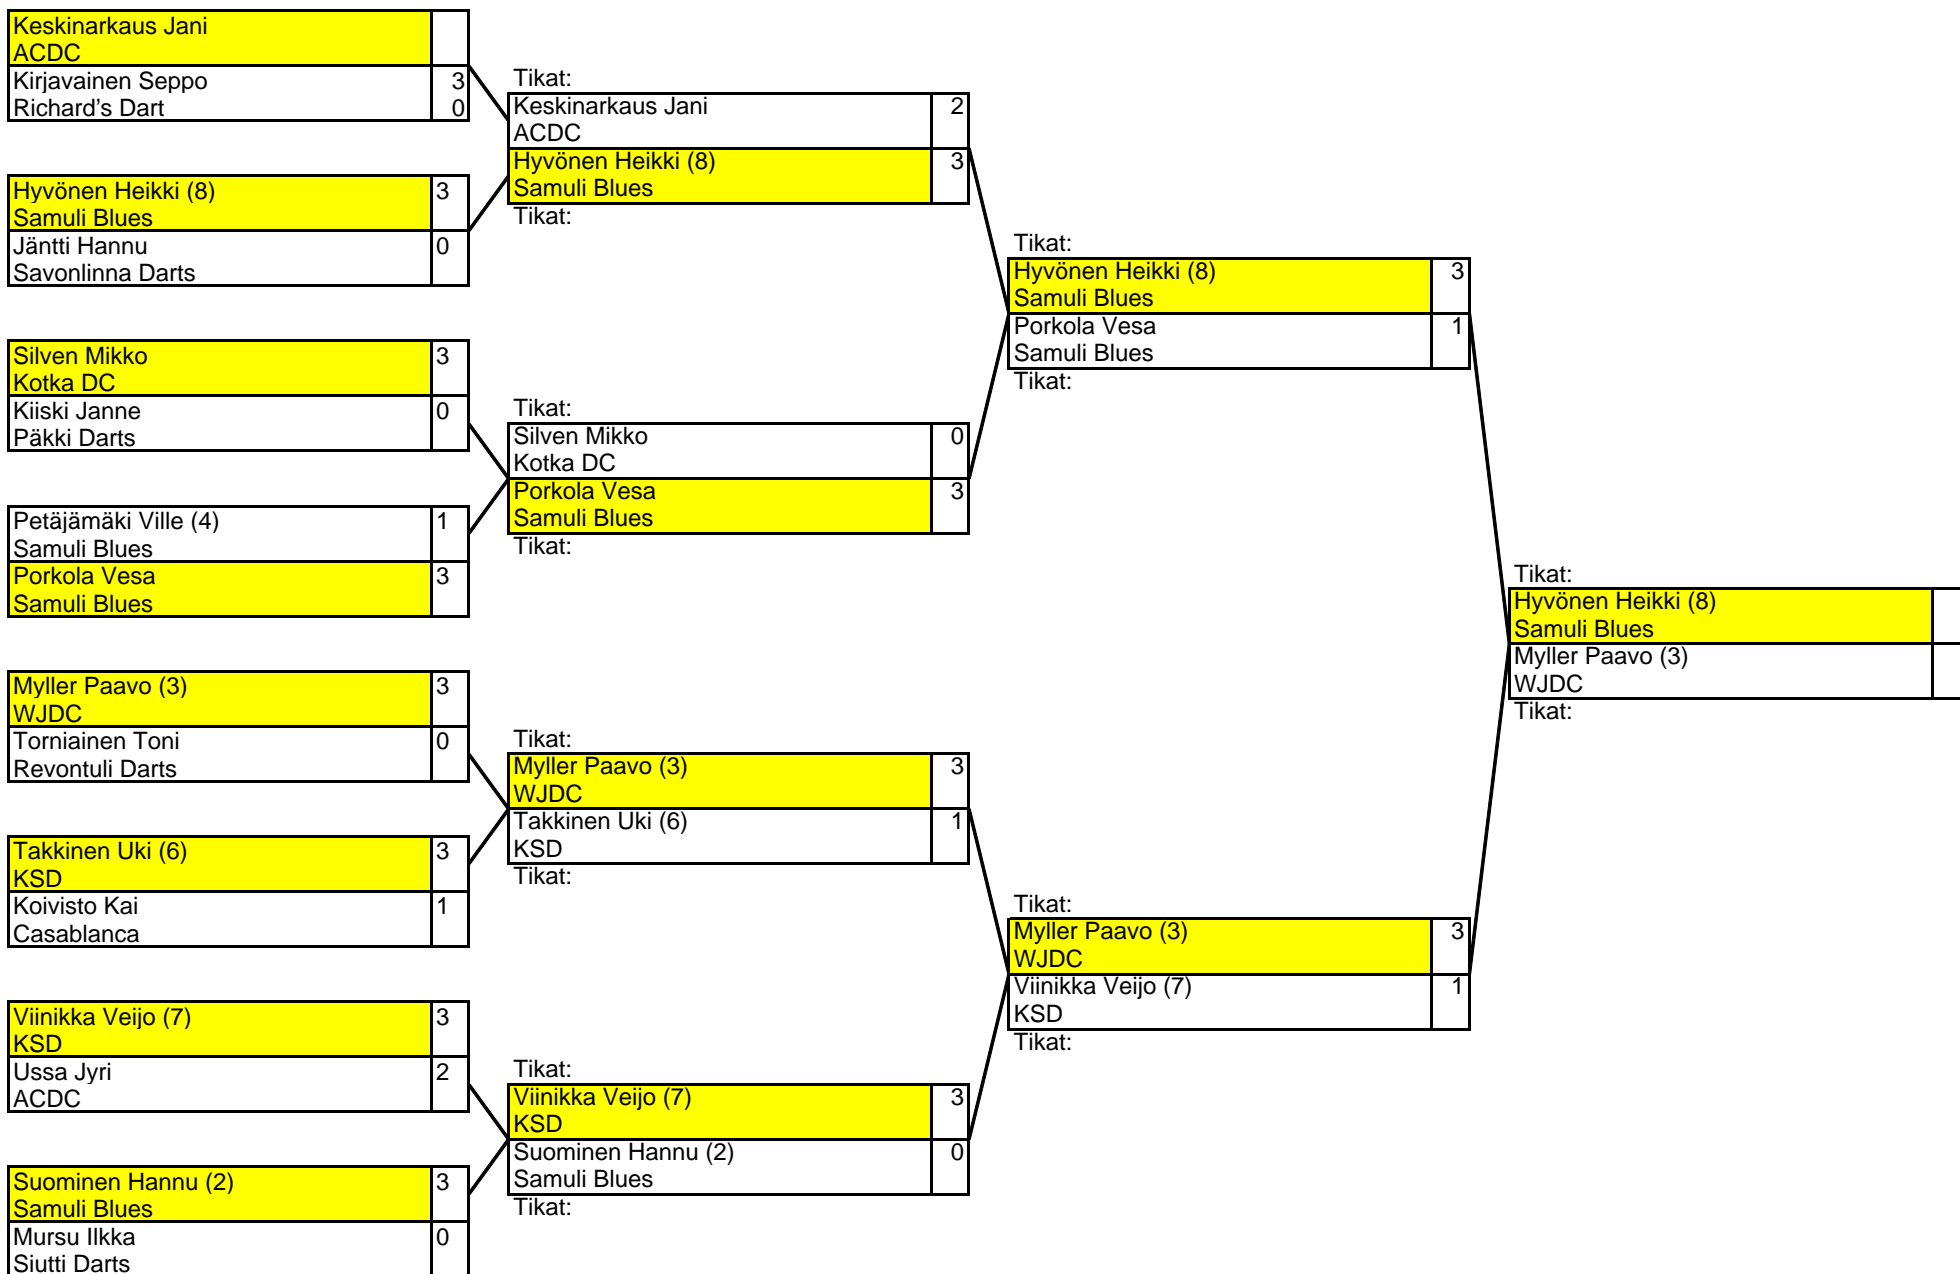 Keskinarkaus Jani
ACDC
Kirjavainen Seppo 3
Richard's Dart 0
Hyvönen Heikki (8) 3
Samuli Blues
Jäntti Hannu 0
Savonlinna Darts
Silven Mikko 3
Kotka DC
Kiiski Janne 0
Päkki Darts
Petäjämäki Ville (4) 1
Samuli Blues
Porkola Vesa 3
Samuli Blues
Myller Paavo (3) 3
WJDC
Torniainen Toni 0
Revontuli Darts
Takkinen Uki (6) 3
KSD
Koivisto Kai 1
Casablanca
Viinikka Veijo (7) 3
KSD
Ussa Jyri 2
ACDC
Suominen Hannu (2) 3
Samuli Blues
Mursu Ilkka 0
Siutti Darts
Tikat:
Keskinarkaus Jani 2
ACDC
Hyvönen Heikki (8) 3
Samuli Blues
Tikat:
Tikat:
Silven Mikko 0
Kotka DC
Porkola Vesa 3
Samuli Blues
Tikat:
Tikat:
Myller Paavo (3) 3
WJDC
Takkinen Uki (6) 1
KSD
Tikat:
Tikat:
Viinikka Veijo (7) 3
KSD
Suominen Hannu (2) 0
Samuli Blues
Tikat:
Tikat:
Hyvönen Heikki (8) 3
Samuli Blues
Porkola Vesa 1
Samuli Blues
Tikat:
Tikat:
Myller Paavo (3) 3
WJDC
Viinikka Veijo (7) 1
KSD
Tikat:
Tikat:
Hyvönen Heikki (8)
Samuli Blues
Myller Paavo (3)
WJDC
Tikat: